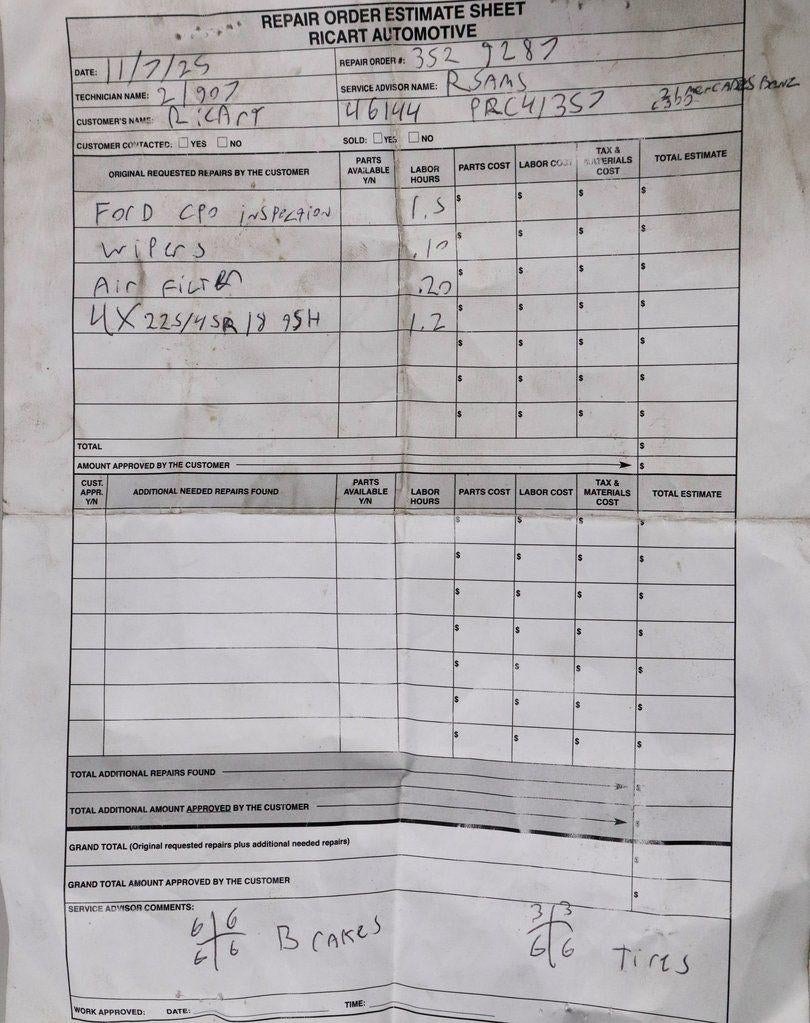 REPAIR ORDER ESTIMATE SHEET
RICART AUTOMOTIVE
DATE: 11/7/25 REPAIR ORDER #: 352 9287
TECHNICIAN NAME: 21907 SERVICE ADVISOR NAME: RSAMS
CUSTOMER'S NAME: RicArT 46144 PRC41357 MercADes Benz
CUSTOMER CONTACTED: YES NO SOLD: YES NO
ORIGINAL REQUESTED REPAIRS BY THE CUSTOMER PARTS AVAILABLE Y/N LABOR HOURS PARTS COST LABOR COST TAX & MATERIALS COST TOTAL ESTIMATE
FORD CPO inspection 1.5 $ $ $ $
wipers .10 $ $ $ $
Air Filter .20 $ $ $ $
4X 225/45R 18 95H 1.2 $ $ $ $
$ $ $ $
$ $ $ $
$ $ $ $
TOTAL $
AMOUNT APPROVED BY THE CUSTOMER $
CUST. APPR. Y/N ADDITIONAL NEEDED REPAIRS FOUND PARTS AVAILABLE Y/N LABOR HOURS PARTS COST LABOR COST TAX & MATERIALS COST TOTAL ESTIMATE
$ $ $ $
$ $ $ $
$ $ $ $
$ $ $ $
$ $ $ $
$ $ $ $
$ $ $ $
TOTAL ADDITIONAL REPAIRS FOUND $
TOTAL ADDITIONAL AMOUNT APPROVED BY THE CUSTOMER $
GRAND TOTAL (Original requested repairs plus additional needed repairs) $
GRAND TOTAL AMOUNT APPROVED BY THE CUSTOMER $
SERVICE ADVISOR COMMENTS:
6 6 3 3
6 6 Brakes 6 6 Tires
WORK APPROVED: DATE: TIME: